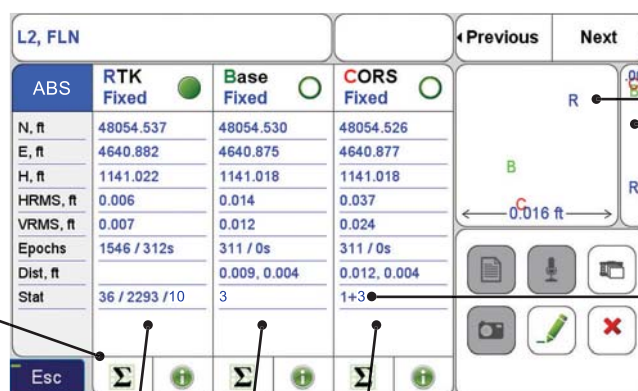 L2, FLN
Previous
Next
ABS
RTK
Fixed
Base
Fixed
CORS
Fixed
N, ft 48054.537 48054.530 48054.526
E, ft 4640.882 4640.875 4640.877
H, ft 1141.022 1141.018 1141.018
HRMS, ft 0.006 0.014 0.037
VRMS, ft 0.007 0.012 0.024
Epochs 1546 / 312s 311 / 0s 311 / 0s
Dist, ft 0.009, 0.004 0.012, 0.004
Stat 36 / 2293 /10 3 1+3
Esc Σ Σ Σ
R
B
C
0.016 ft
R